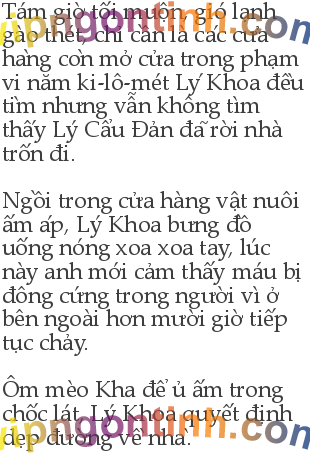 Tám giờ tối muộn, gió lạnh
gào thét, chỉ cần là các cửa
hàng còn mở cửa trong phạm
vi năm ki-lô-mét Lý Khoa đều
tìm nhưng vẫn không tìm
thấy Lý Cẩu Đản đã rời nhà
trốn đi.
Ngồi trong cửa hàng vật nuôi
ấm áp, Lý Khoa bưng đồ
uống nóng xoa xoa tay, lúc
này anh mới cảm thấy máu bị
đông cứng trong người vì ở
bên ngoài hơn mười giờ tiếp
tục chảy.
Ôm mèo Kha để ủ ấm trong
chốc lát, Lý Khoa quyết định
dẹp đường về nhà.
ripngontinh.com
ripngontinh.com